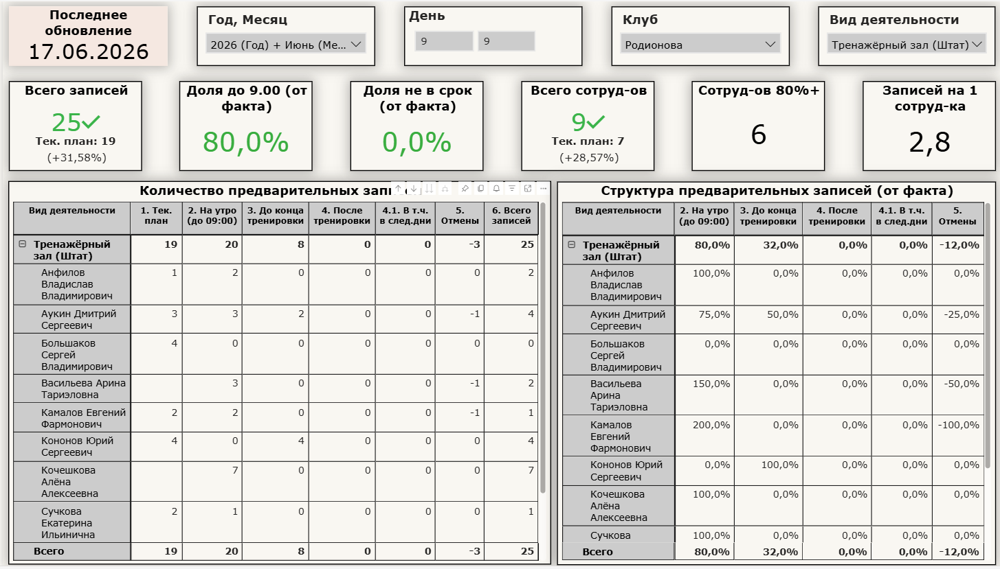 Последнее
обновление
17.06.2026
Год, Месяц
2026 (Год) + Июнь (Ме...
День
9 9
Клуб
Родионова
Вид деятельности
Тренажёрный зал (Штат)
Всего записей
25
Тек. план: 19
(+31,58%)
Доля до 9.00 (от
факта)
80,0%
Доля не в срок
(от факта)
0,0%
Всего сотруд-ов
9
Тек. план: 7
(+28,57%)
Сотруд-ов 80%+
6
Записей на 1
сотруд-ка
2,8
Количество предварительных
Вид деятельности 1. Тек. 2. На утро 3. До конца 4. После 4.1. В т.ч. 5. 6. Всего
план (до 09:00) тренировки тренировки в след.дни Отмены записей
Тренажёрный 19 20 8 0 0 -3 25
зал (Штат)
Анфилов 1 2 0 0 0 0 2
Владислав
Владимирович
Аукин Дмитрий 3 3 2 0 0 -1 4
Сергеевич
Большаков 4 0 0 0 0 0 0
Сергей
Владимирович
Васильева Арина 3 0 0 0 -1 2
Тариэловна
Камалов Евгений 2 2 0 0 0 -1 1
Фармонович
Кононов Юрий 4 0 4 0 0 0 4
Сергеевич
Кочешкова 7 0 0 0 0 7
Алёна
Алексеевна
Сучкова 2 1 0 0 0 0 1
Екатерина
Ильинична
Всего 19 20 8 0 0 -3 25
Структура предварительных записей (от факта)
Вид деятельности 2. На утро 3. До конца 4. После 4.1. В т.ч. 5.
(до 09:00) тренировки тренировки в след.дни Отмены
Тренажёрный 80,0% 32,0% 0,0% 0,0% -12,0%
зал (Штат)
Анфилов 100,0% 0,0% 0,0% 0,0% 0,0%
Владислав
Владимирович
Аукин Дмитрий 75,0% 50,0% 0,0% 0,0% -25,0%
Сергеевич
Большаков 0,0% 0,0% 0,0% 0,0% 0,0%
Сергей
Владимирович
Васильева 150,0% 0,0% 0,0% 0,0% -50,0%
Арина
Тариэловна
Камалов 200,0% 0,0% 0,0% 0,0% -100,0%
Евгений
Фармонович
Кононов Юрий 0,0% 100,0% 0,0% 0,0% 0,0%
Сергеевич
Кочешкова 100,0% 0,0% 0,0% 0,0% 0,0%
Алёна
Алексеевна
Сучкова 100,0% 0,0% 0,0% 0,0% 0,0%
Всего 80,0% 32,0% 0,0% 0,0% -12,0%